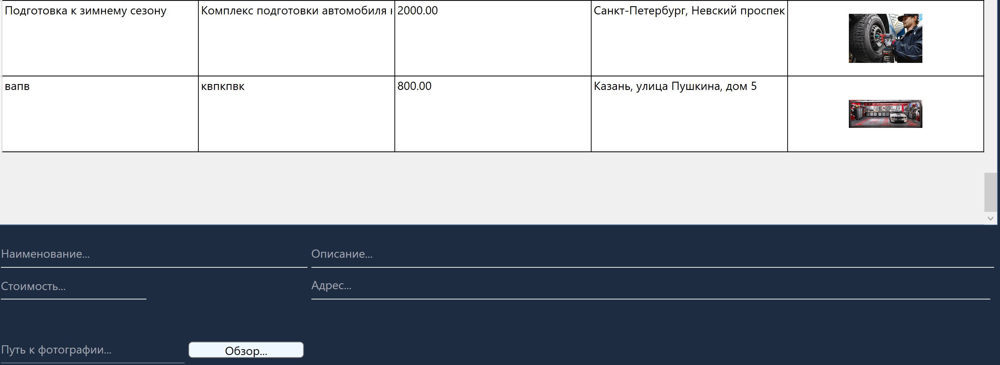 Подготовка к зимнему сезону
Комплекс подготовки автомобиля
2000.00
Санкт-Петербург, Невский проспек
вапв
квпкпвк
800.00
Казань, улица Пушкина, дом 5
Наименование...
Описание...
Стоимость...
Адрес...
Путь к фотографии...
Обзор...